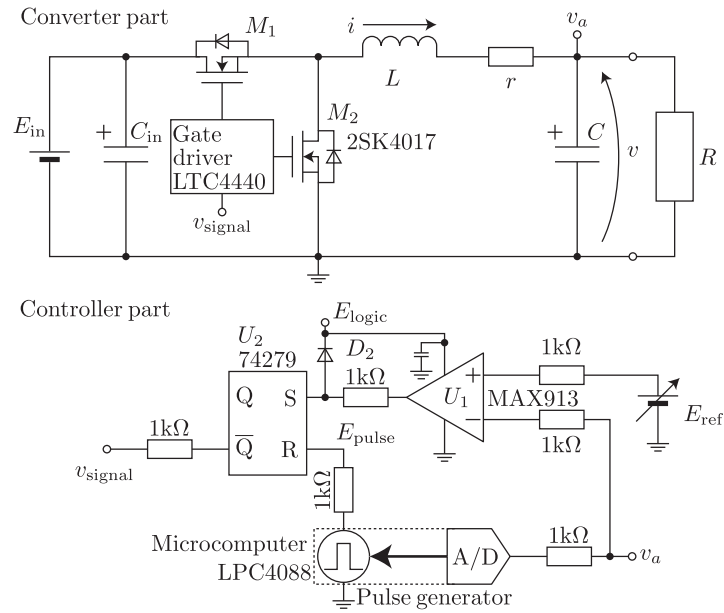 Converter part
M1
i
va
L
r
Ein
+
Cin
Gate
driver
LTC4440
M2
2SK4017
+
C
v
R
vsignal
Controller part
Elogic
U2
74279
D2
1kΩ
1kΩ
Q
S
+
U1
MAX913
−
Eref
Epulse
1kΩ
1kΩ
Q̅
R
vsignal
1kΩ
Microcomputer
LPC4088
A/D
1kΩ
va
Pulse generator